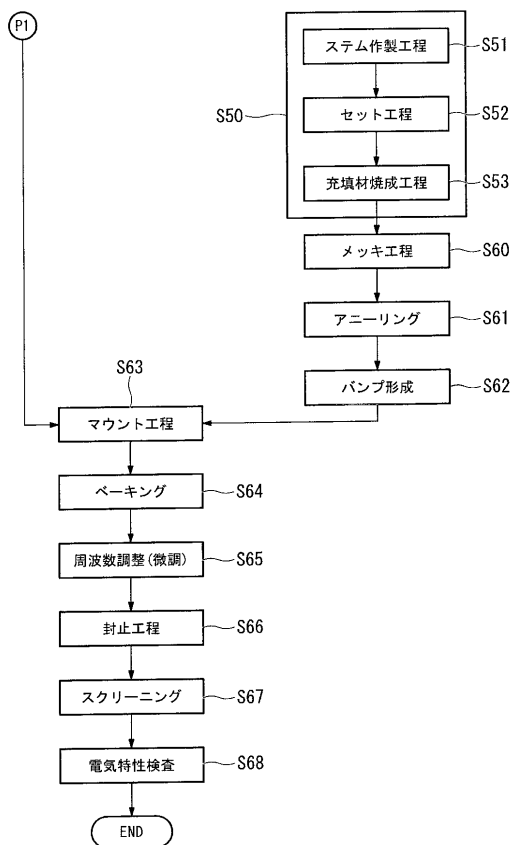 P1
ステム作製工程 S51
S50
セット工程 S52
充填材焼成工程 S53
メッキ工程 S60
アニーリング S61
バンプ形成 S62
S63
マウント工程
ベーキング S64
周波数調整(微調) S65
封止工程 S66
スクリーニング S67
電気特性検査 S68
END